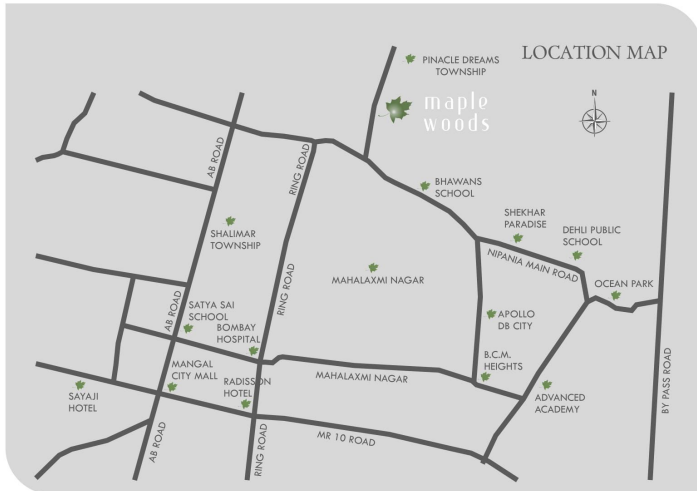 LOCATION MAP
PINACLE DREAMS
TOWNSHIP
maple
woods
N
AB ROAD
RING ROAD
BHAWANS
SCHOOL
SHEKHAR
PARADISE
DEHLI PUBLIC
SCHOOL
SHALIMAR
TOWNSHIP
NIPANIA MAIN ROAD
MAHALAXMI NAGAR
OCEAN PARK
RING ROAD
SATYA SAI
SCHOOL
AB ROAD
BOMBAY
HOSPITAL
APOLLO
DB CITY
MANGAL
CITY MALL
RADISSON
HOTEL
MAHALAXMI NAGAR
B.C.M.
HEIGHTS
SAYAJI
HOTEL
ADVANCED
ACADEMY
BY PASS ROAD
AB ROAD
RING ROAD
MR 10 ROAD